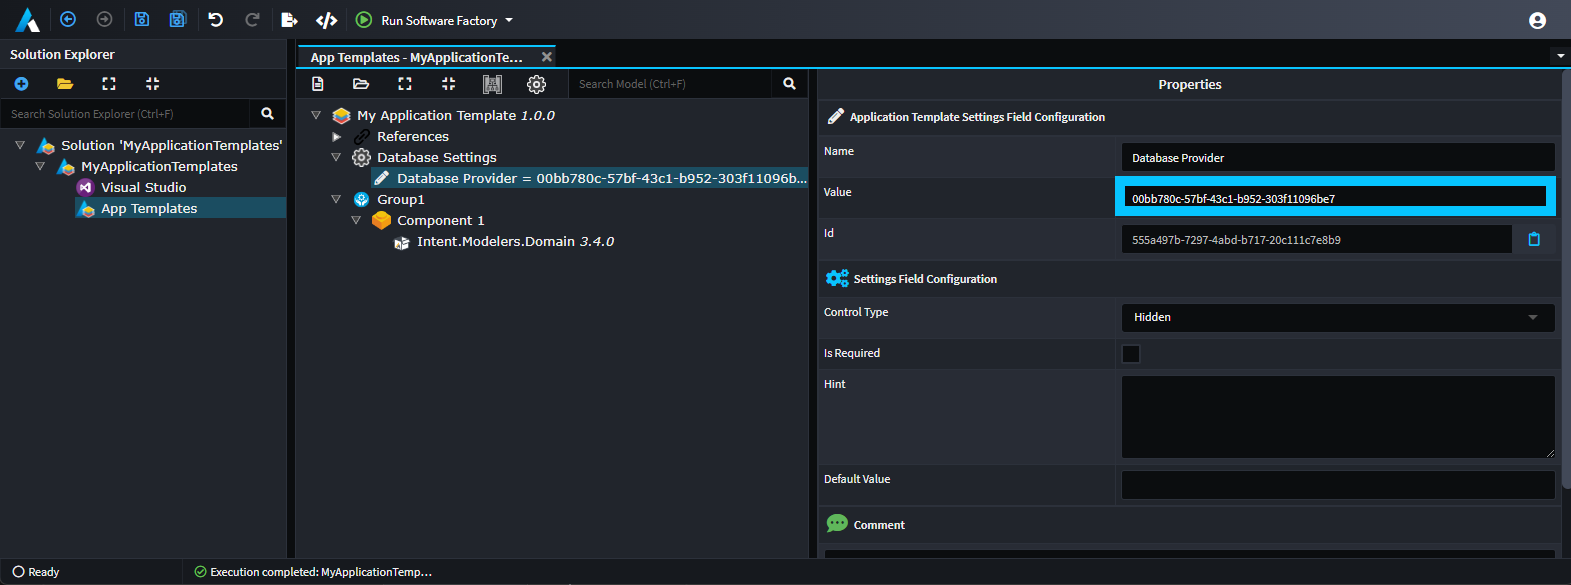 Run Software Factory
Solution Explorer
Search Solution Explorer (Ctrl+F)
Solution 'MyApplicationTemplates'
MyApplicationTemplates
Visual Studio
App Templates
App Templates - MyApplicationTe...
Search Model (Ctrl+F)
My Application Template 1.0.0
References
Database Settings
Database Provider = 00bb780c-57bf-43c1-b952-303f11096b...
Group1
Component 1
Intent.Modelers.Domain 3.4.0
Properties
Application Template Settings Field Configuration
Name
Database Provider
Value
00bb780c-57bf-43c1-b952-303f11096be7
Id
555a497b-7297-4abd-b717-20c111c7e8b9
Settings Field Configuration
Control Type
Hidden
Is Required
Hint
Default Value
Comment
Ready
Execution completed: MyApplicationTemp...